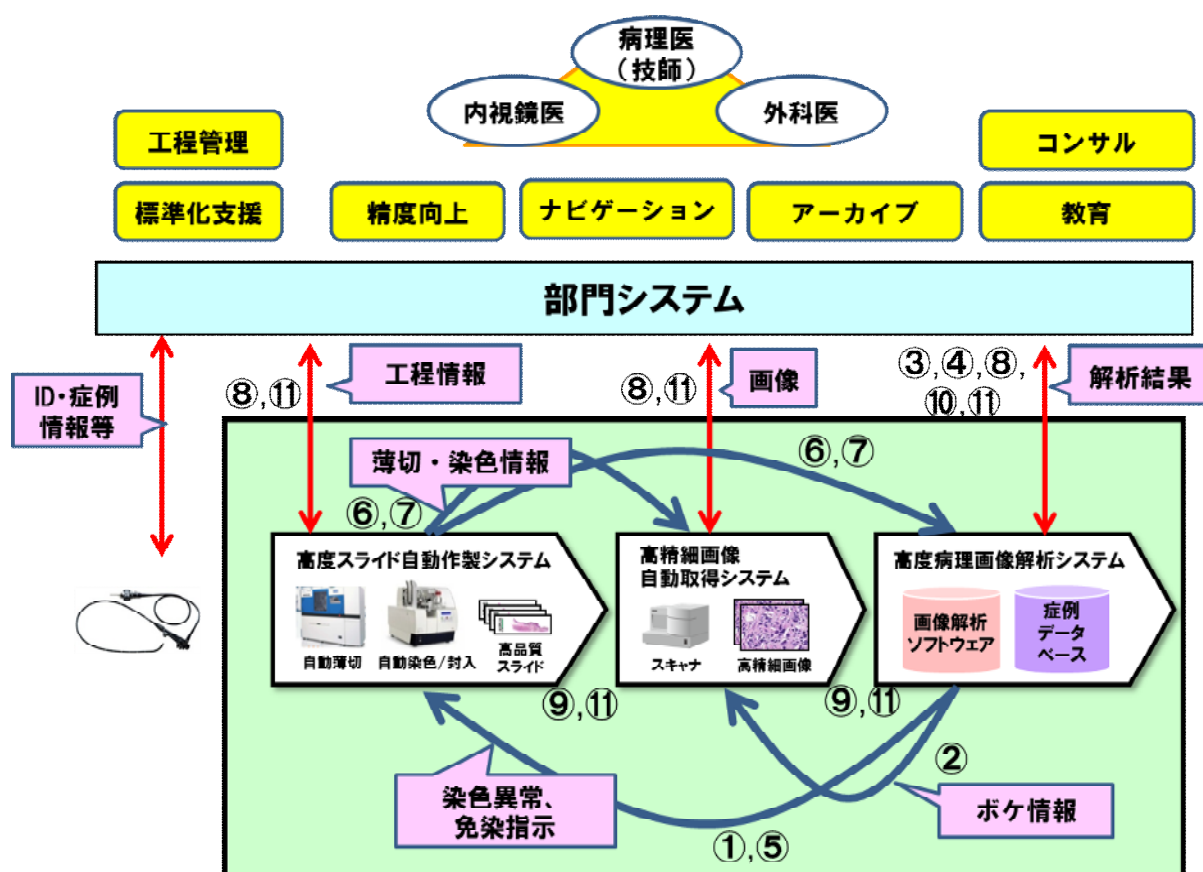 病理医
（技師）
内視鏡医
外科医
工程管理
コンサル
標準化支援
精度向上
ナビゲーション
アーカイブ
教育
部門システム
ID・症例
情報等
⑧,⑪
工程情報
⑧,⑪
画像
③,④,⑧,
⑩,⑪
解析結果
薄切・染色情報
⑥,⑦
⑥,⑦
高度スライド自動作製システム
自動薄切
自動染色/封入
高品質
スライド
高精細画像
自動取得システム
スキャナ
高精細画像
高度病理画像解析システム
画像解析
ソフトウェア
症例
データ
ベース
⑨,⑪
⑨,⑪
染色異常、
免染指示
①,⑤
②
ボケ情報